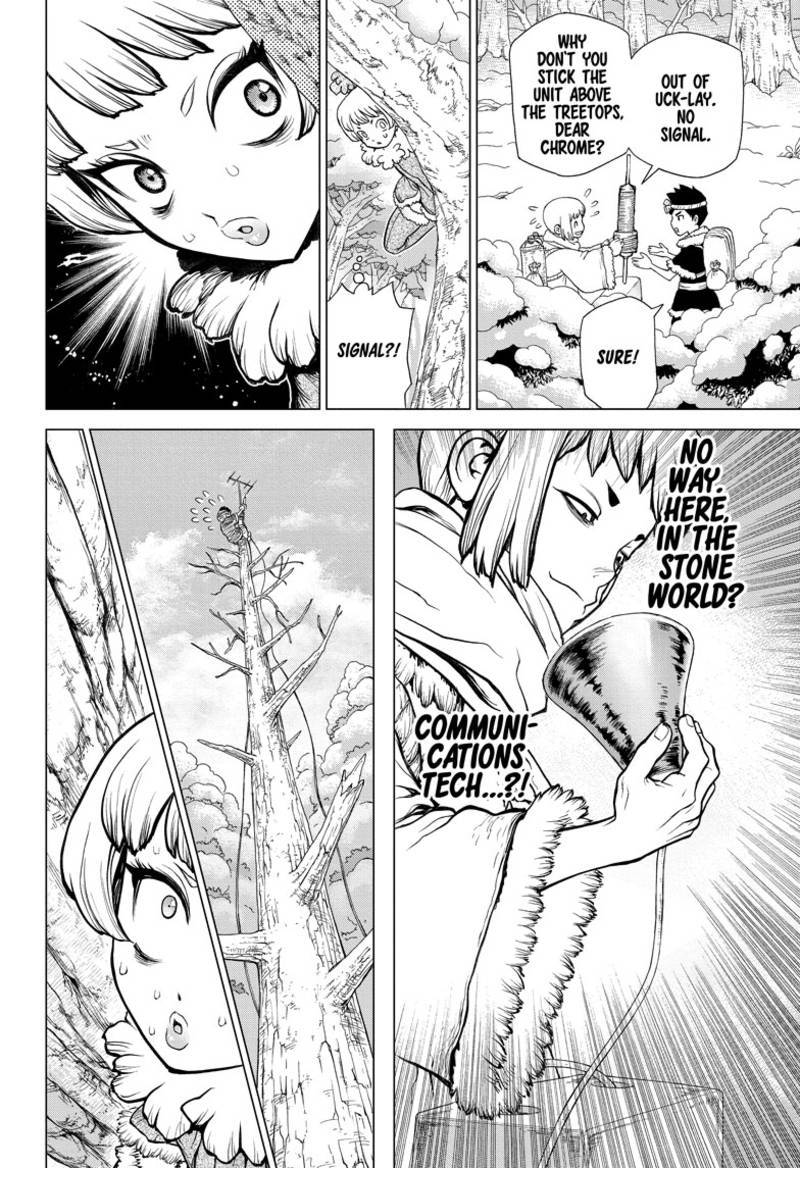 OUT OF
UCK-LAY.
NO
SIGNAL.
WHY
DON'T YOU
STICK THE
UNIT ABOVE
THE TREETOPS,
DEAR
CHROME?
SURE!
SIGNAL?!
NO
WAY.
HERE,
IN THE
STONE
WORLD?
COMMUNI-
CATIONS
TECH...?!